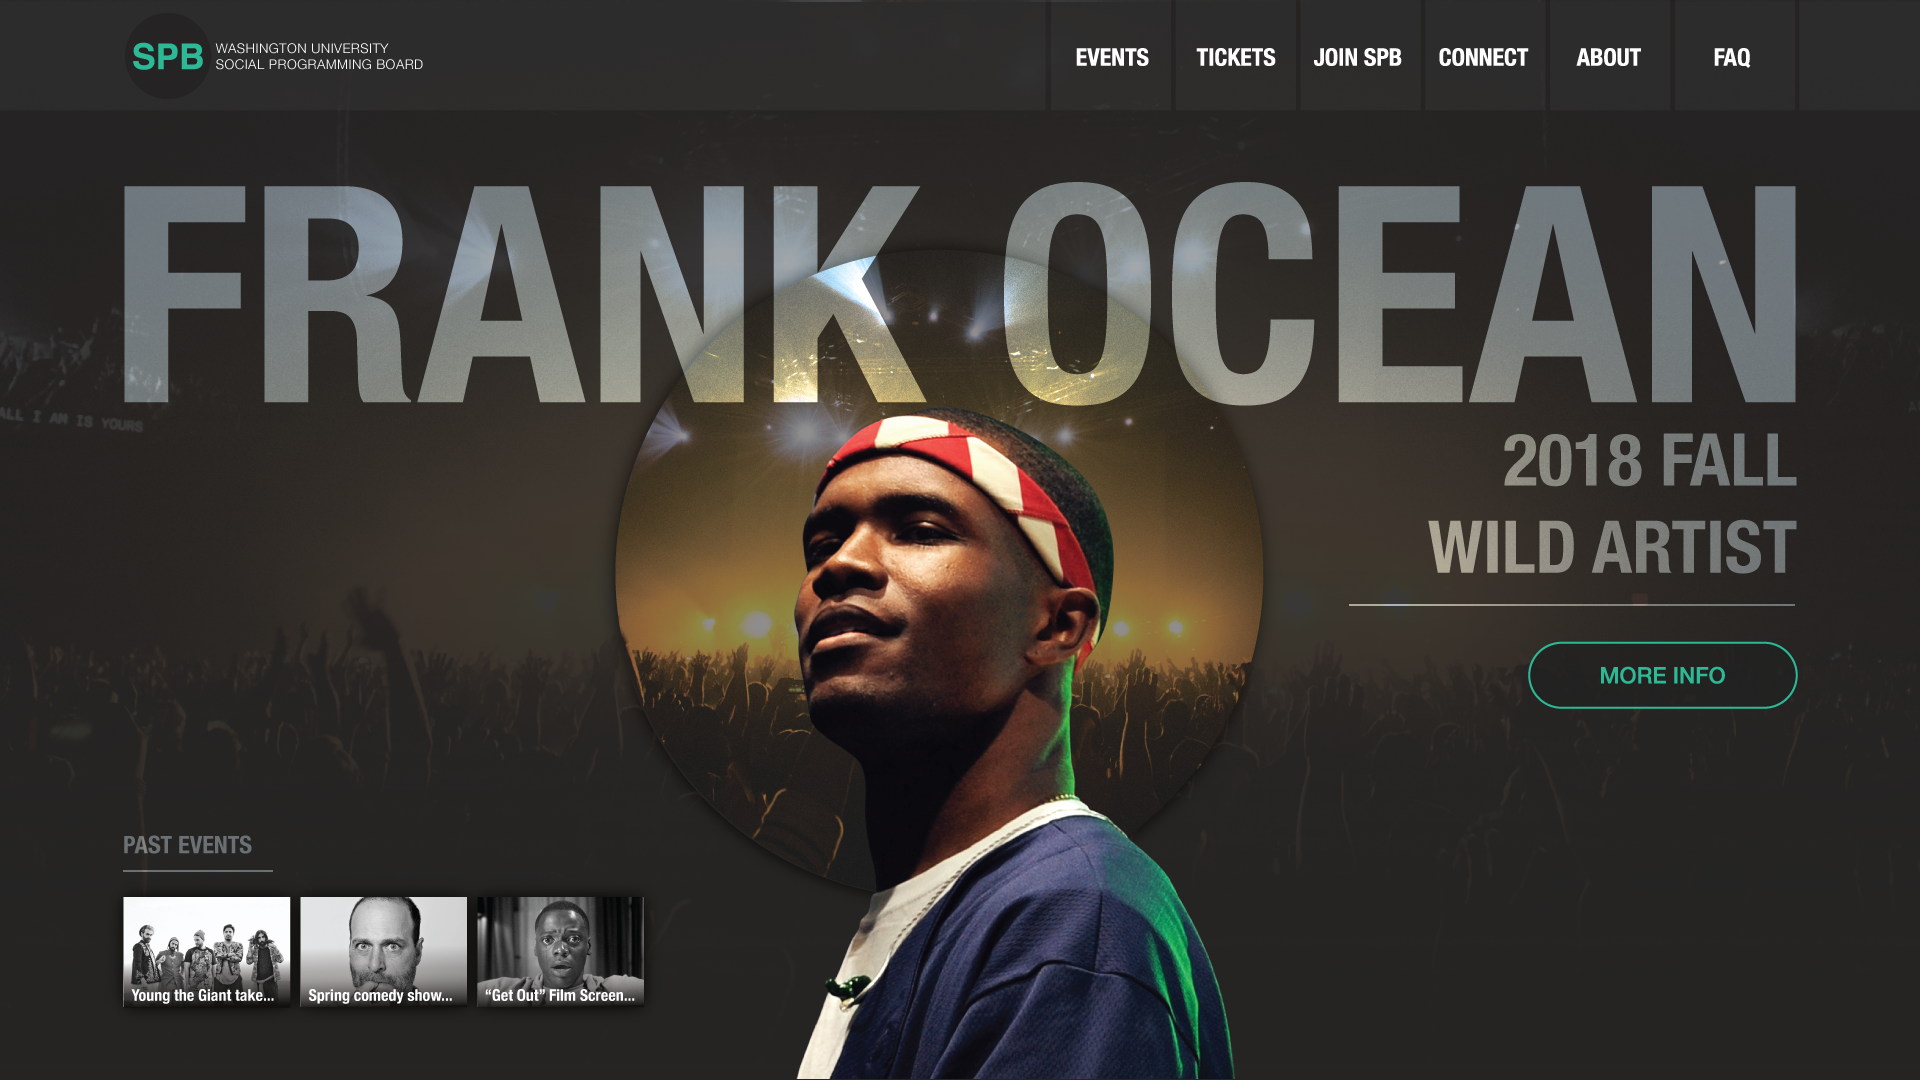 SPB
WASHINGTON UNIVERSITY
SOCIAL PROGRAMMING BOARD
EVENTS
TICKETS
JOIN SPB
CONNECT
ABOUT
FAQ
FRANK OCEAN
ALL I AM IS YOURS
2018 FALL
WILD ARTIST
MORE INFO
PAST EVENTS
Young the Giant take...
Spring comedy show...
“Get Out” Film Screen...